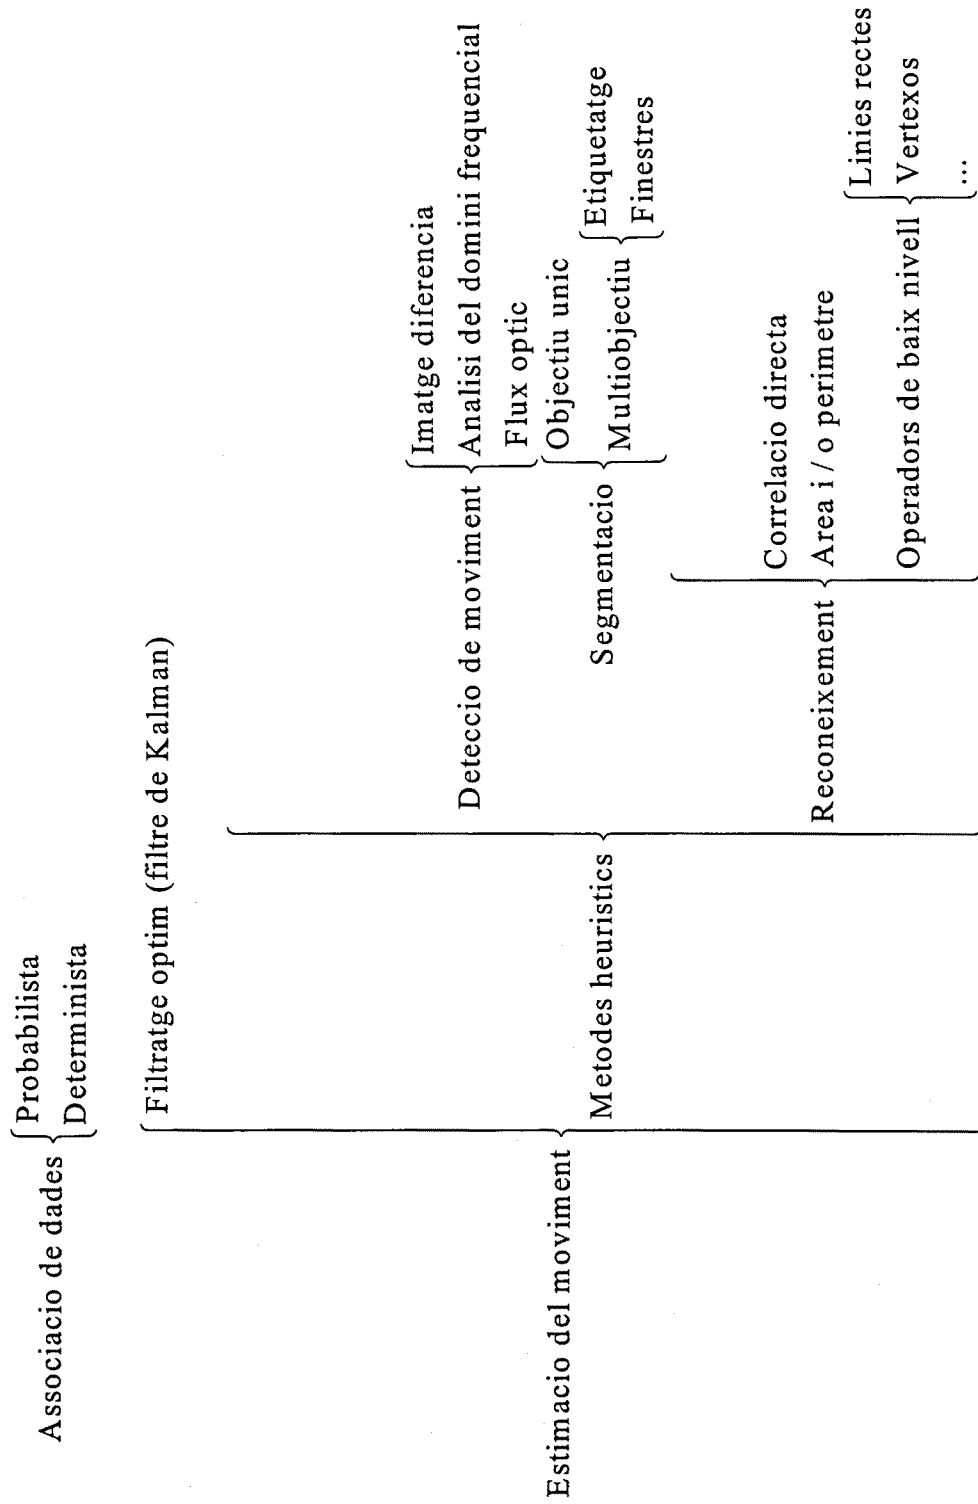 Associacio de dades
Probabilista
Determinista
Estimacio del moviment
Filtratge optim (filtre de Kalman)
Metodes heuristics
Deteccio de moviment
Imatge diferencia
Analisi del domini frequencial
Flux optic
Segmentacio
Objectiu unic
Multiobjectiu
Etiquetatge
Finestres
Reconeixement
Correlacio directa
Area i / o perimetre
Operadors de baix nivell
Linies rectes
Vertexos
...